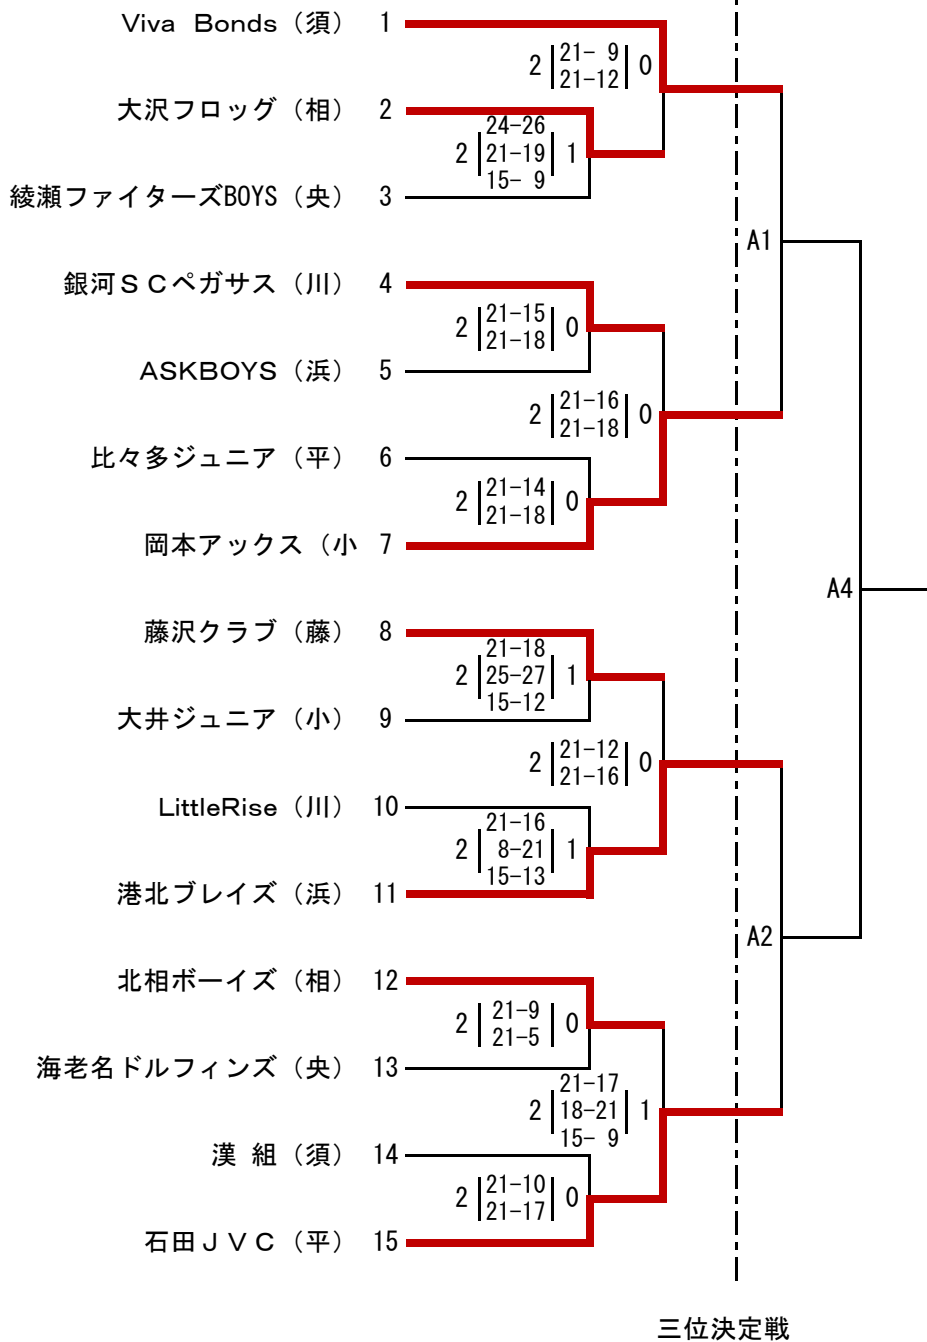 Viva Bonds（須） 1
2 21- 9 0
21-12
大沢フロッグ（相） 2
24-26
2 21-19 1
15- 9
綾瀬ファイターズBOYS（央） 3
A1
銀河ＳＣペガサス（川） 4
2 21-15 0
21-18
ASKBOYS（浜） 5
2 21-16 0
21-18
比々多ジュニア（平） 6
2 21-14 0
21-18
岡本アックス（小 7
A4
藤沢クラブ（藤） 8
21-18
2 25-27 1
15-12
大井ジュニア（小） 9
2 21-12 0
21-16
LittleRise（川） 10
21-16
2 8-21 1
15-13
港北ブレイズ（浜） 11
A2
北相ボーイズ（相） 12
2 21-9 0
21-5
海老名ドルフィンズ（央） 13
21-17
2 18-21 1
15- 9
漢 組（須） 14
2 21-10 0
21-17
石田ＪＶＣ（平） 15
三位決定戦